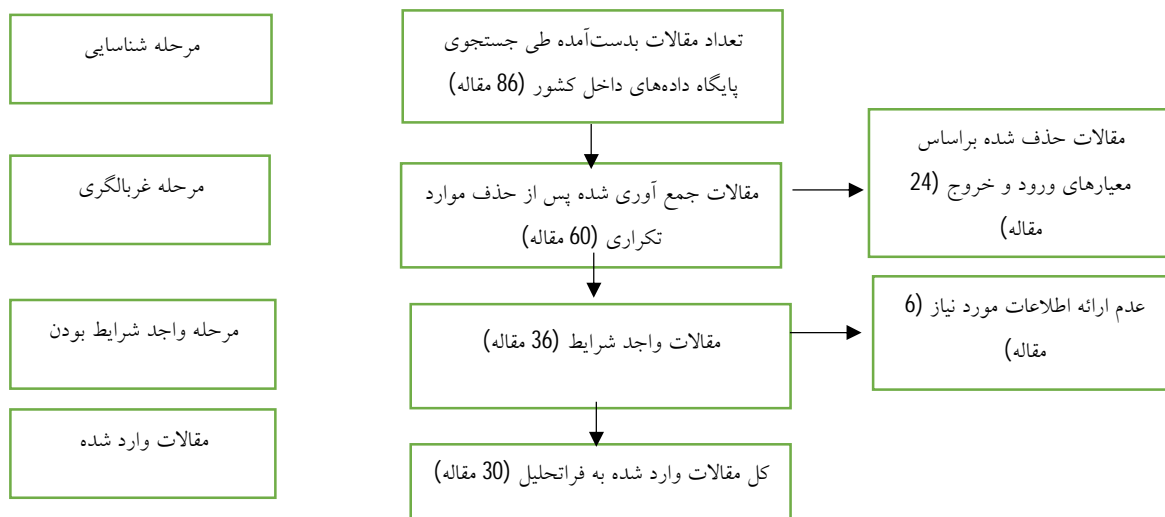 مرحله شناسایی
تعداد مقالات بدست‌آمده طی جستجوی
پایگاه داده‌های داخل کشور (86 مقاله)
مرحله غربالگری
مقالات جمع آوری شده پس از حذف موارد
تکراری (60 مقاله)
مقالات حذف شده براساس
معیارهای ورود و خروج (24
مقاله)
مرحله واجد شرایط بودن
مقالات واجد شرایط (36 مقاله)
عدم ارائه اطلاعات مورد نیاز (6
مقاله)
مقالات وارد شده
کل مقالات وارد شده به فراتحلیل (30 مقاله)